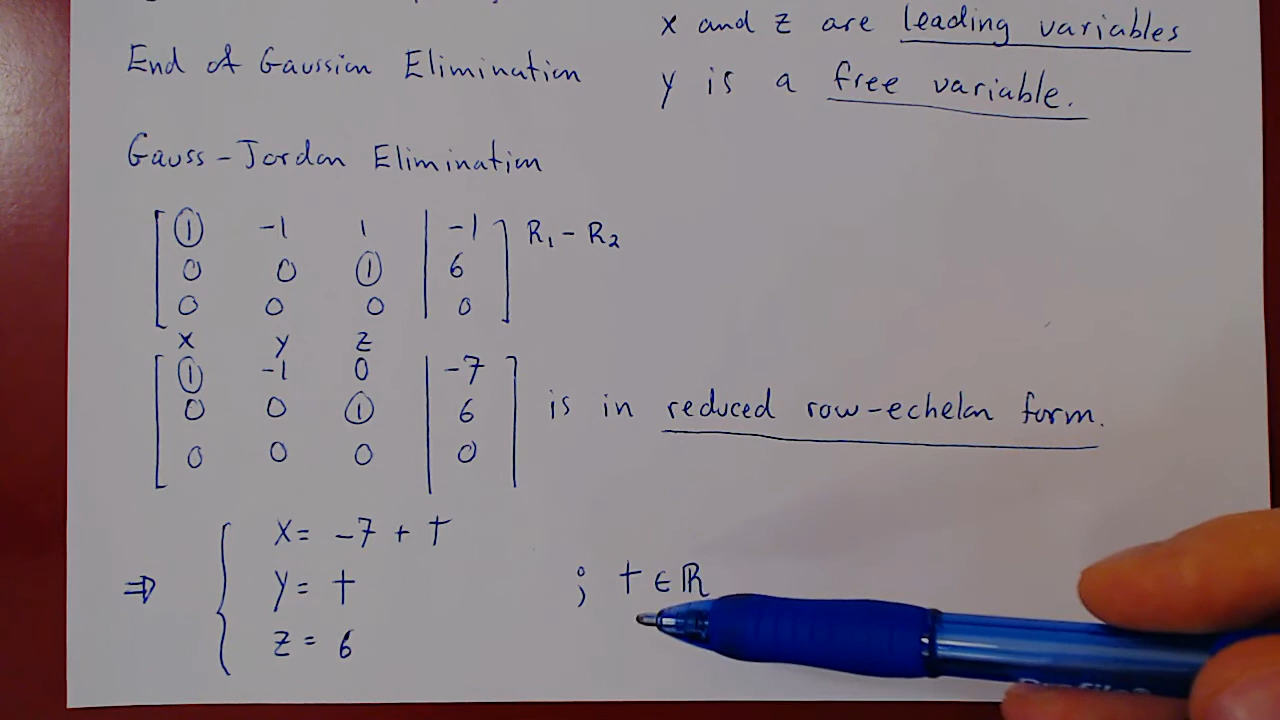 x and z are leading variables
End of Gaussian Elimination
y is a free variable.
Gauss-Jordan Elimination
[ 1 -1 1 | -1 ] R₁ - R₂
0 0 1 | 6
0 0 0 | 0
x y z
[ 1 -1 0 | -7 ]
0 0 1 | 6 is in reduced row-echelon form.
0 0 0 | 0
x = -7 + t
⇒ { y = t ; t ∈ ℝ
z = 6